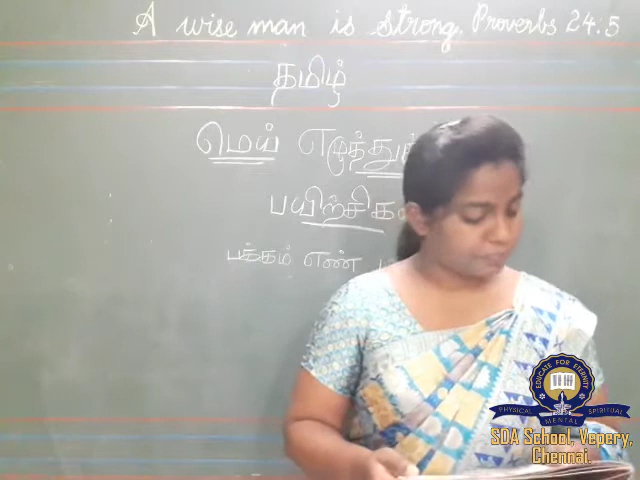 A wise man is strong. Proverbs 24:5
தமிழ்
மெய் எழுத்துக்
பயிற்சிகள்
பக்கம் எண்
EDUCATE FOR ETERNITY
PHYSICAL MENTAL SPIRITUAL
SDA School, Vepery,
Chennai.